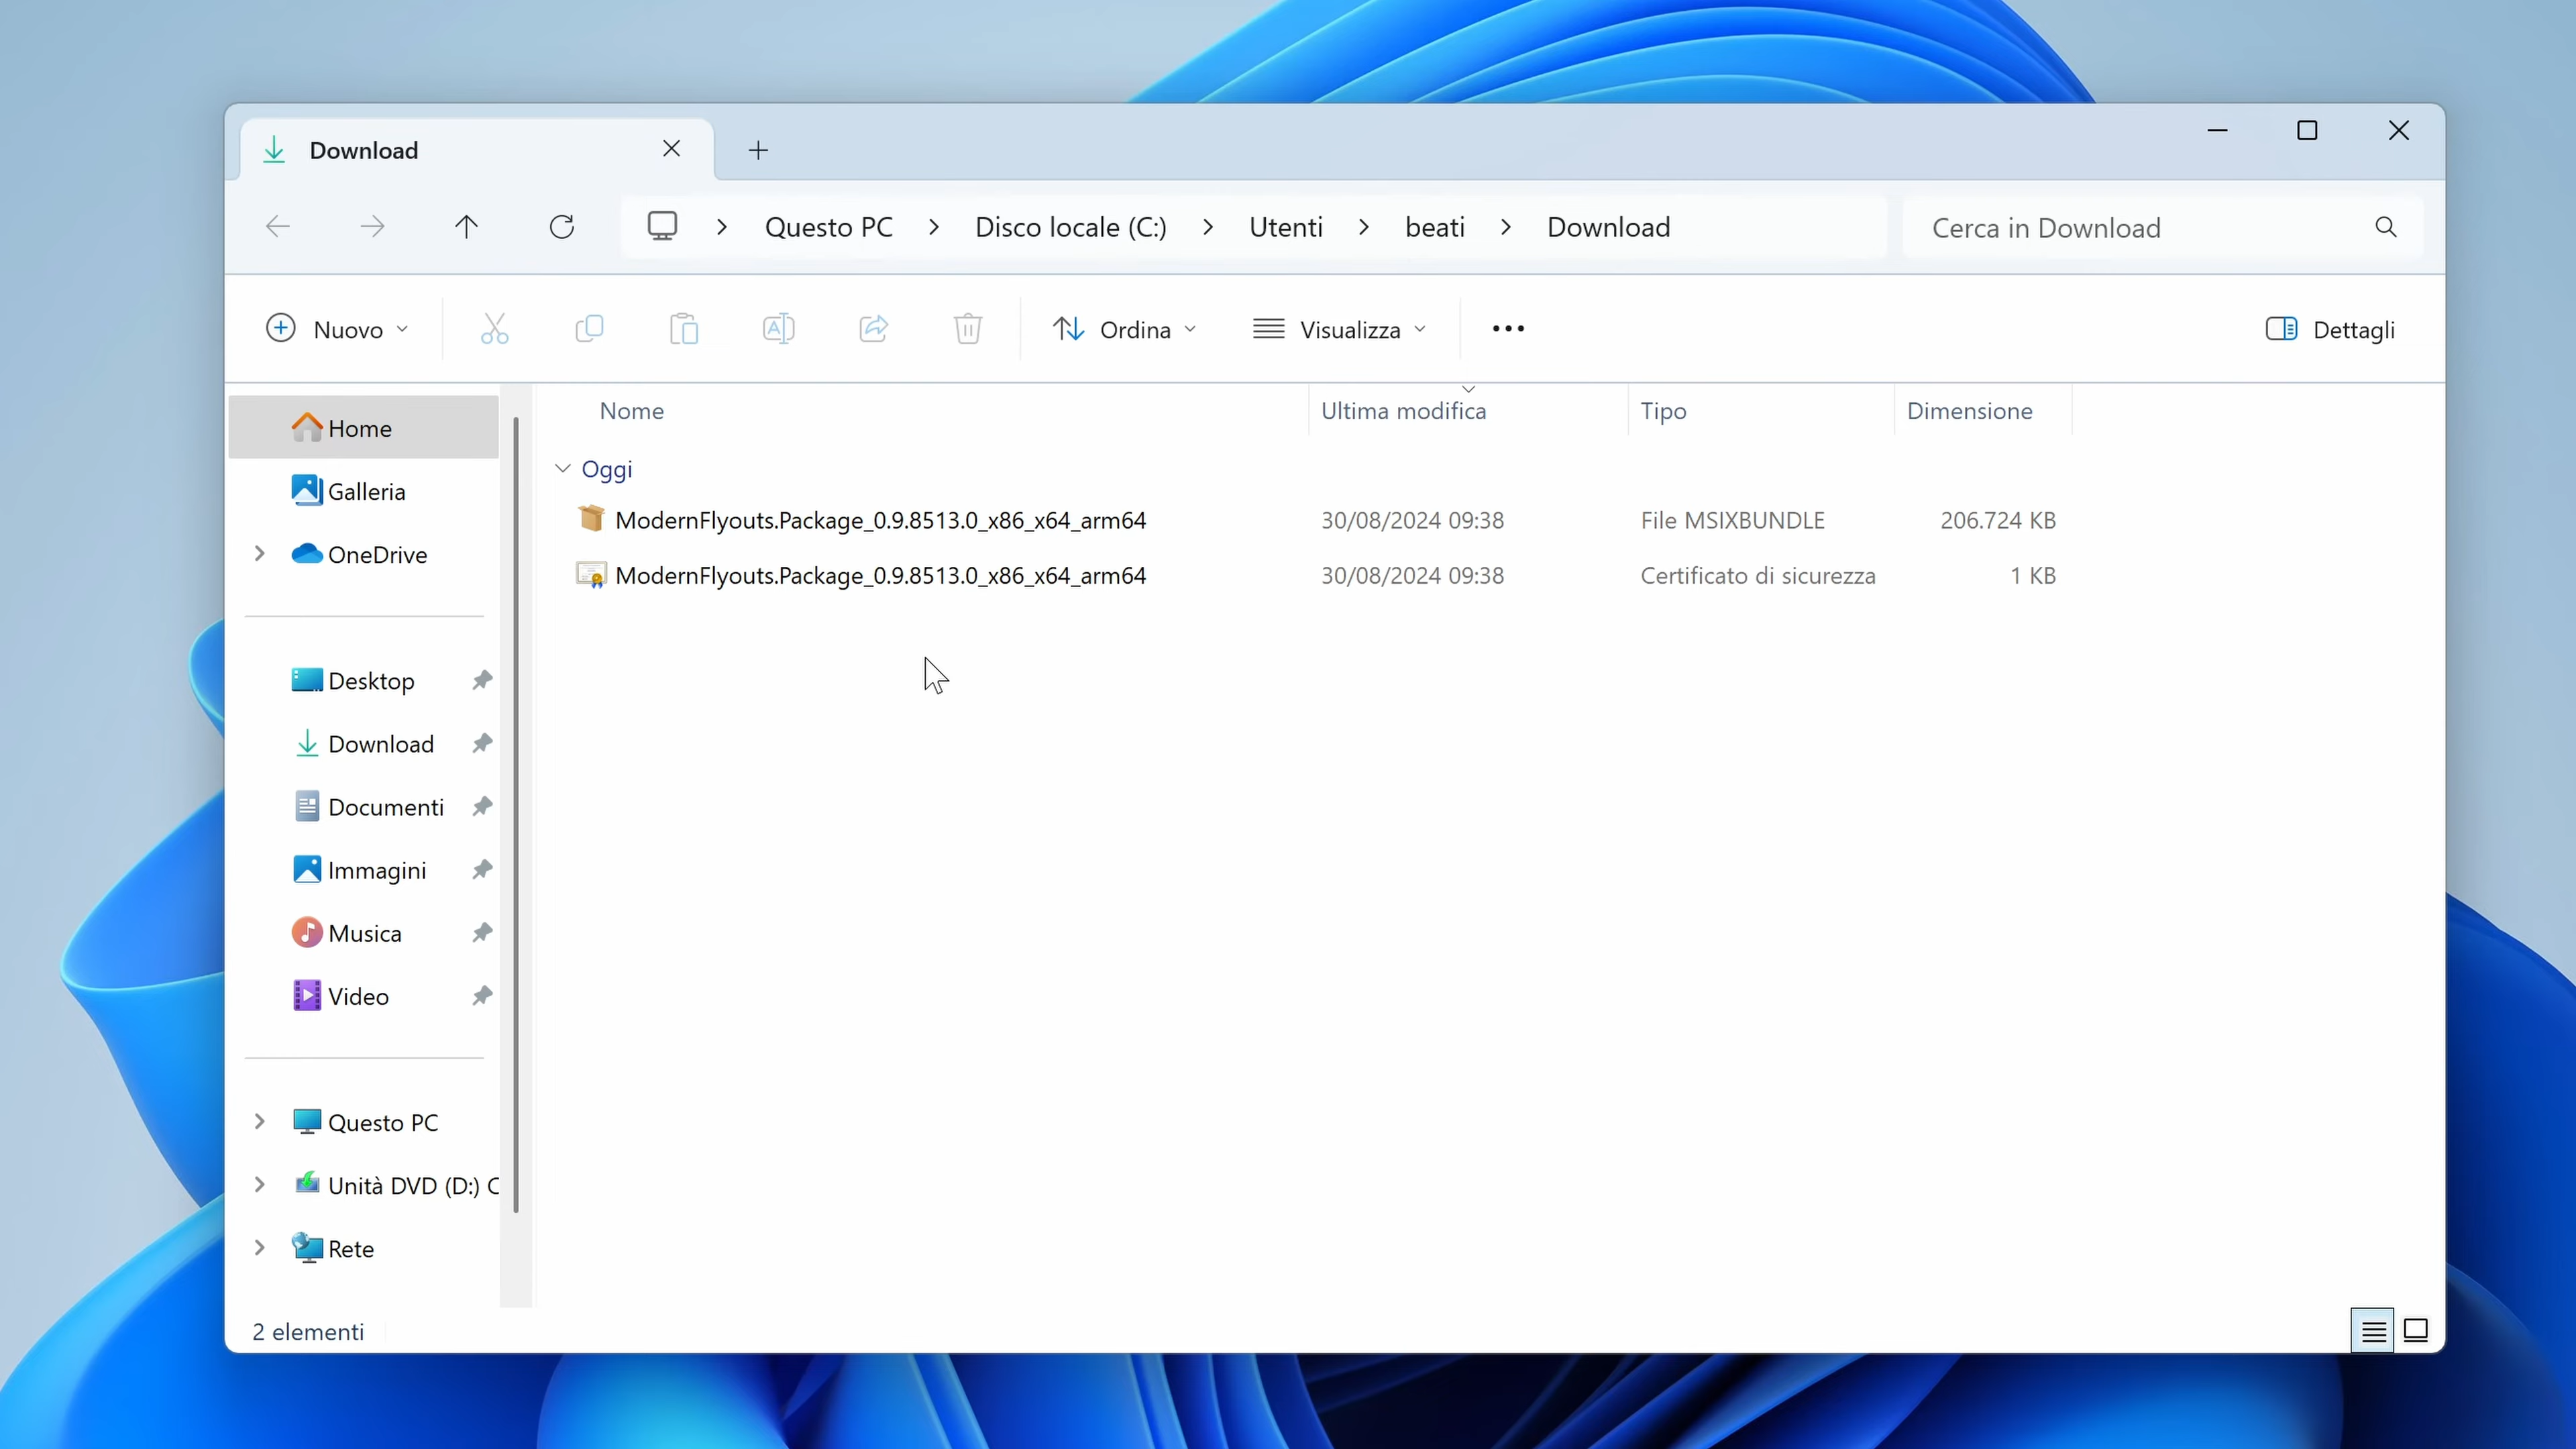 Download
Questo PC Disco locale (C:) Utenti beati Download
Cerca in Download
Nuovo
Ordina
Visualizza
Dettagli
Nome Ultima modifica Tipo Dimensione
Oggi
ModernFlyouts.Package_0.9.8513.0_x86_x64_arm64 30/08/2024 09:38 File MSIXBUNDLE 206.724 KB
ModernFlyouts.Package_0.9.8513.0_x86_x64_arm64 30/08/2024 09:38 Certificato di sicurezza 1 KB
Home
Galleria
OneDrive
Desktop
Download
Documenti
Immagini
Musica
Video
Questo PC
Unità DVD (D:) C
Rete
2 elementi